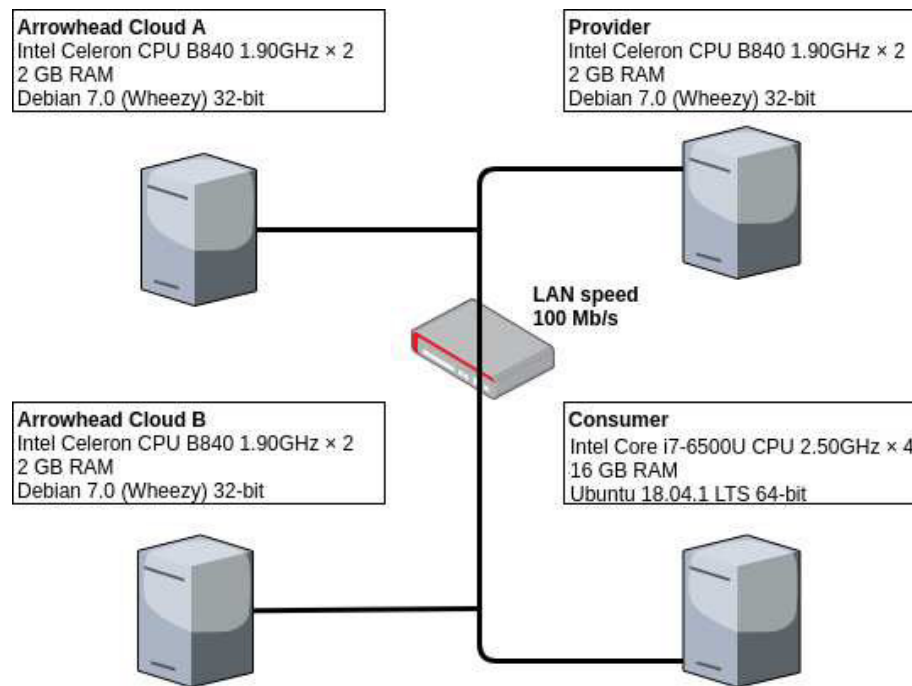 Arrowhead Cloud A
Intel Celeron CPU B840 1.90GHz × 2
2 GB RAM
Debian 7.0 (Wheezy) 32-bit
Provider
Intel Celeron CPU B840 1.90GHz × 2
2 GB RAM
Debian 7.0 (Wheezy) 32-bit
LAN speed
100 Mb/s
Arrowhead Cloud B
Intel Celeron CPU B840 1.90GHz × 2
2 GB RAM
Debian 7.0 (Wheezy) 32-bit
Consumer
Intel Core i7-6500U CPU 2.50GHz × 4
16 GB RAM
Ubuntu 18.04.1 LTS 64-bit